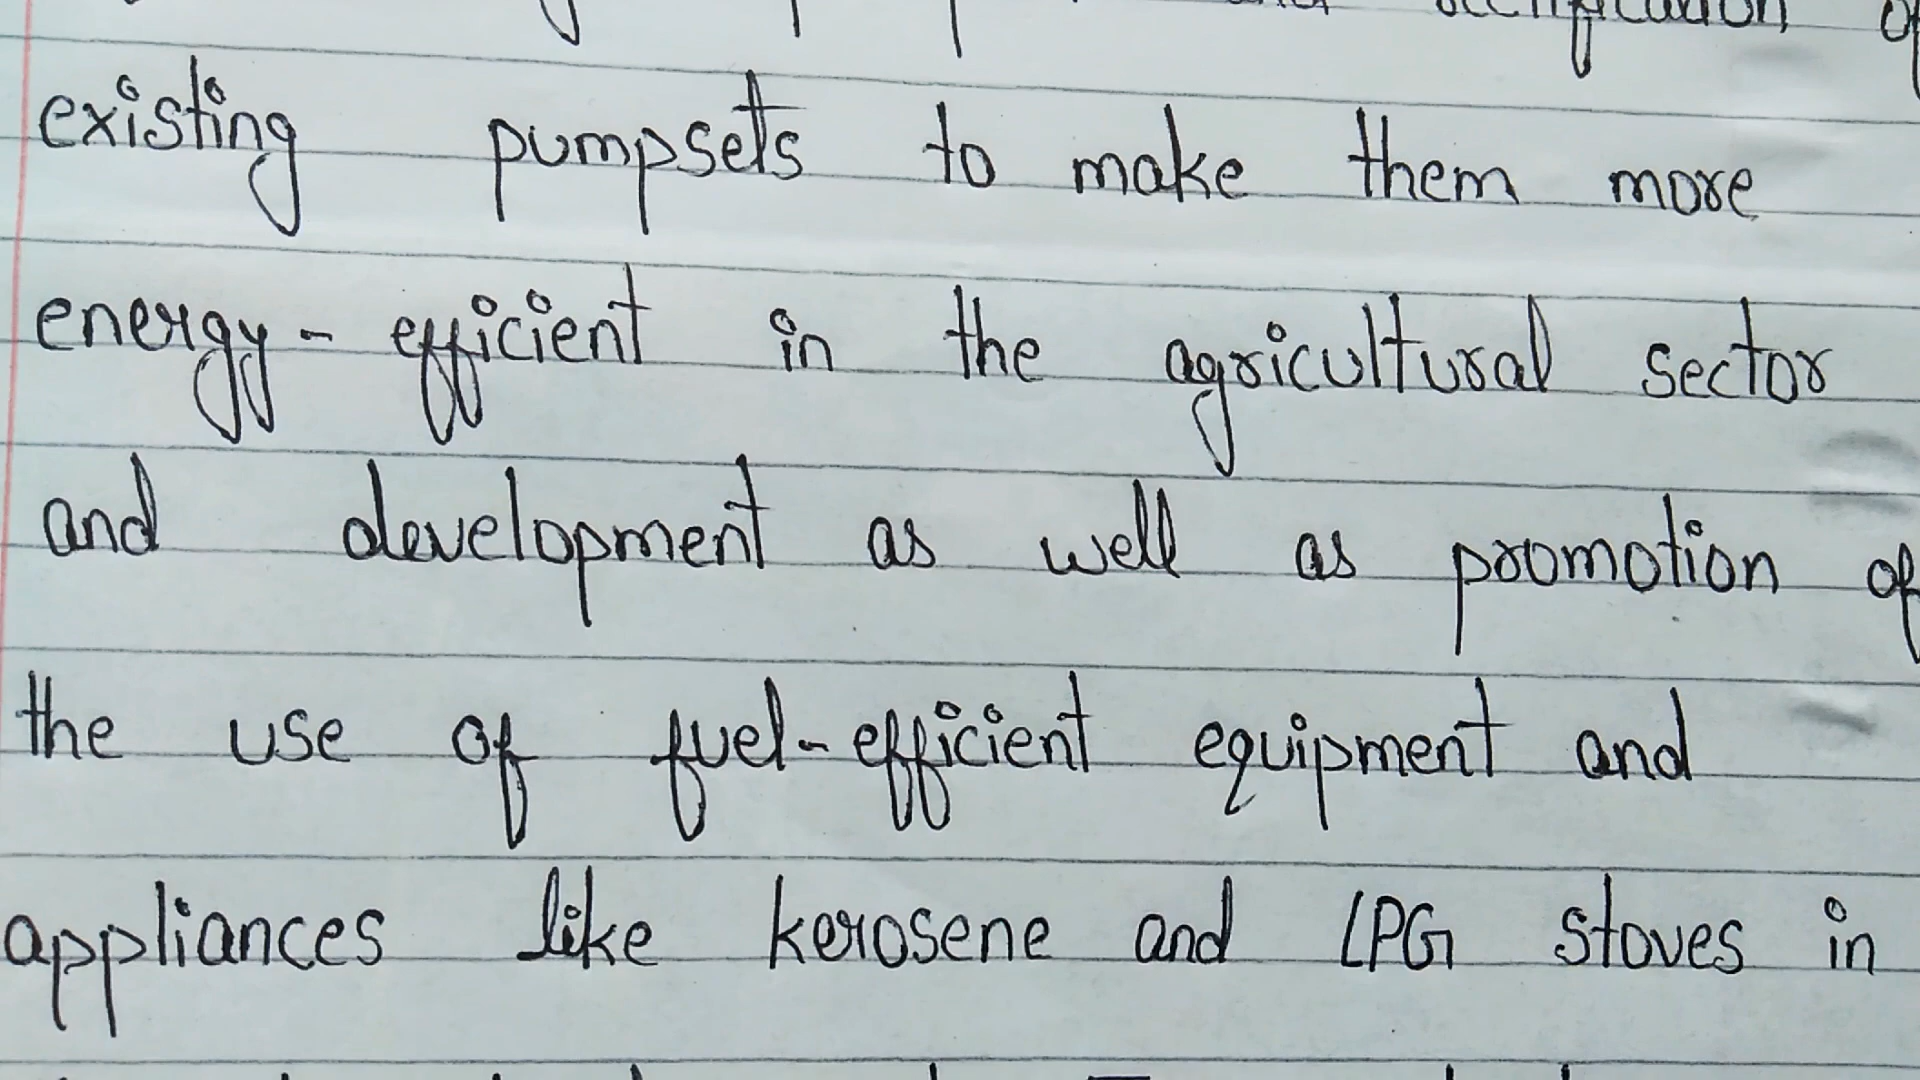 existing pumpsets to make them more
energy-efficient in the agricultural sector
and development as well as promotion of
the use of fuel-efficient equipment and
appliances like kerosene and LPG stoves in